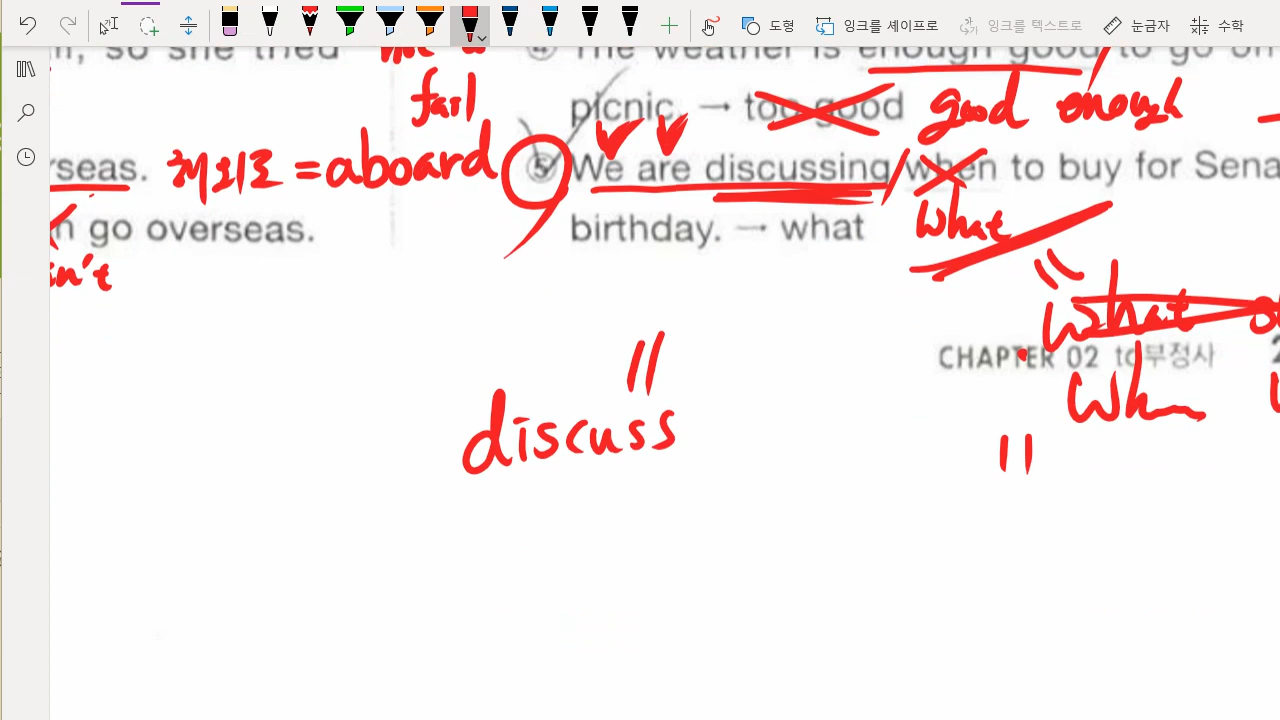 도형 잉크를 셰이프로 잉크를 텍스트로 눈금자 수학
, so she tried
fail
④ The weather is enough good to go on
picnic. → too good good enough
rseas. 해외로 = aboard
⑤ We are discussing when to buy for Sena
what
go overseas.
n't
birthday. → what
what
CHAPTER 02 to부정사
discuss
when